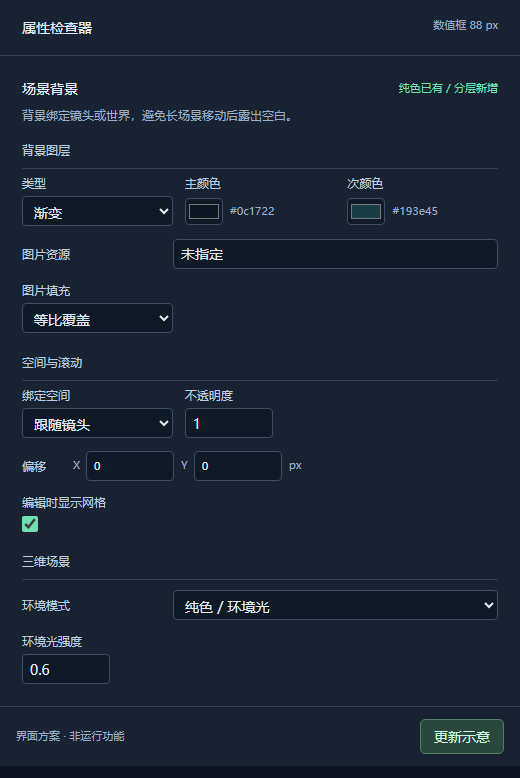 属性检查器 数值框 88 px
场景背景 纯色已有 / 分层新增
背景绑定镜头或世界，避免长场景移动后露出空白。
背景图层
类型 主颜色 次颜色
渐变 #0c1722 #193e45
图片资源 未指定
图片填充
等比覆盖
空间与滚动
绑定空间 不透明度
跟随镜头 1
偏移 X 0 Y 0 px
编辑时显示网格
三维场景
环境模式 纯色 / 环境光
环境光强度
0.6
界面方案 · 非运行功能 更新示意